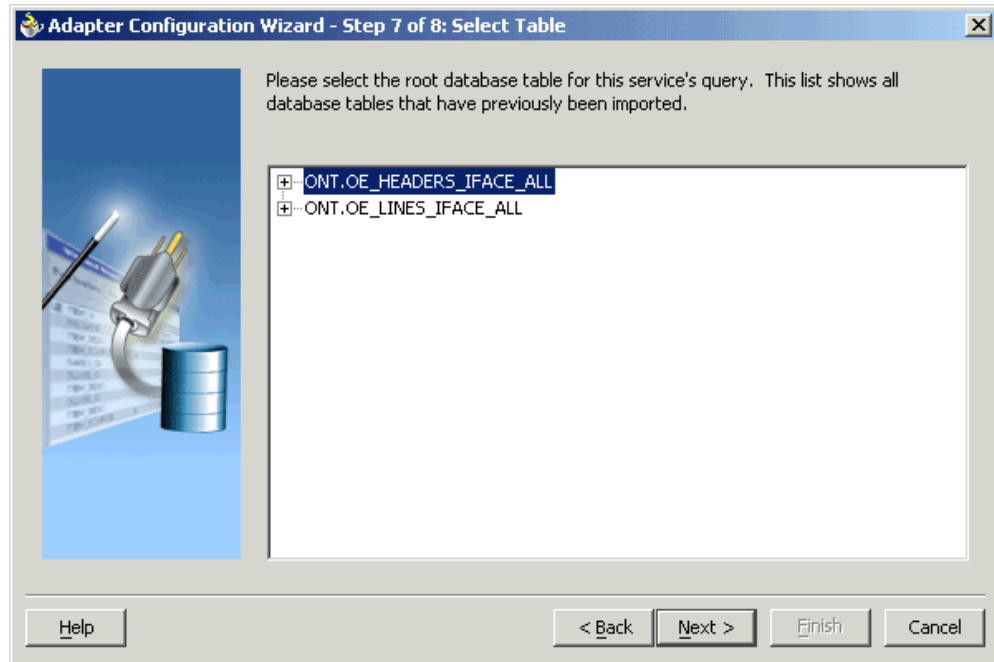 Adapter Configuration Wizard - Step 7 of 8: Select Table
Please select the root database table for this service's query. This list shows all
database tables that have previously been imported.
ONT.OE_HEADERS_IFACE_ALL
ONT.OE_LINES_IFACE_ALL
Help
< Back
Next >
Finish
Cancel